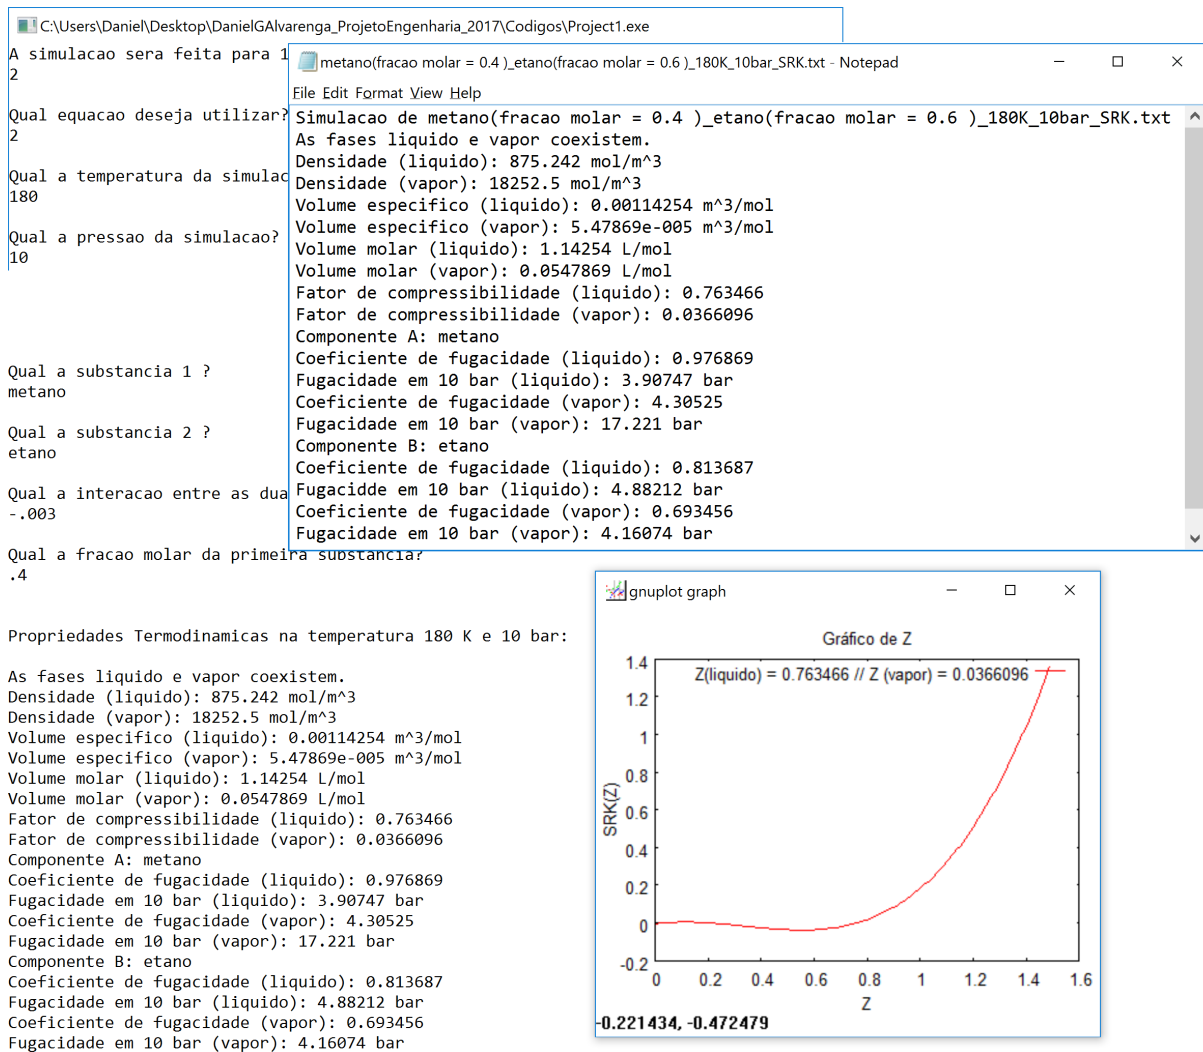 C:\Users\Daniel\Desktop\DanielGAlvarenga_ProjetoEngenharia_2017\Codigos\Project1.exe
A simulacao sera feita para 1
2
Qual equacao deseja utilizar?
2
Qual a temperatura da simulac
180
Qual a pressao da simulacao?
10
Qual a substancia 1 ?
metano
Qual a substancia 2 ?
etano
Qual a interacao entre as dua
-.003
Qual a fracao molar da primeira substancia?
.4
Propriedades Termodinamicas na temperatura 180 K e 10 bar:
As fases liquido e vapor coexistem.
Densidade (liquido): 875.242 mol/m^3
Densidade (vapor): 18252.5 mol/m^3
Volume especifico (liquido): 0.00114254 m^3/mol
Volume especifico (vapor): 5.47869e-005 m^3/mol
Volume molar (liquido): 1.14254 L/mol
Volume molar (vapor): 0.0547869 L/mol
Fator de compressibilidade (liquido): 0.763466
Fator de compressibilidade (vapor): 0.0366096
Componente A: metano
Coeficiente de fugacidade (liquido): 0.976869
Fugacidade em 10 bar (liquido): 3.90747 bar
Coeficiente de fugacidade (vapor): 4.30525
Fugacidade em 10 bar (vapor): 17.221 bar
Componente B: etano
Coeficiente de fugacidade (liquido): 0.813687
Fugacidade em 10 bar (liquido): 4.88212 bar
Coeficiente de fugacidade (vapor): 0.693456
Fugacidade em 10 bar (vapor): 4.16074 bar
metano(fracao molar = 0.4 )_etano(fracao molar = 0.6 )_180K_10bar_SRK.txt - Notepad
File Edit Format View Help
Simulacao de metano(fracao molar = 0.4 )_etano(fracao molar = 0.6 )_180K_10bar_SRK.txt
As fases liquido e vapor coexistem.
Densidade (liquido): 875.242 mol/m^3
Densidade (vapor): 18252.5 mol/m^3
Volume especifico (liquido): 0.00114254 m^3/mol
Volume especifico (vapor): 5.47869e-005 m^3/mol
Volume molar (liquido): 1.14254 L/mol
Volume molar (vapor): 0.0547869 L/mol
Fator de compressibilidade (liquido): 0.763466
Fator de compressibilidade (vapor): 0.0366096
Componente A: metano
Coeficiente de fugacidade (liquido): 0.976869
Fugacidade em 10 bar (liquido): 3.90747 bar
Coeficiente de fugacidade (vapor): 4.30525
Fugacidade em 10 bar (vapor): 17.221 bar
Componente B: etano
Coeficiente de fugacidade (liquido): 0.813687
Fugacidde em 10 bar (liquido): 4.88212 bar
Coeficiente de fugacidade (vapor): 0.693456
Fugacidade em 10 bar (vapor): 4.16074 bar
gnuplot graph
Gráfico de Z
Z(liquido) = 0.763466 // Z (vapor) = 0.0366096
1.4
1.2
1
0.8
0.6
0.4
0.2
0
-0.2
SRK(Z)
0 0.2 0.4 0.6 0.8 1 1.2 1.4 1.6
Z
-0.221434, -0.472479